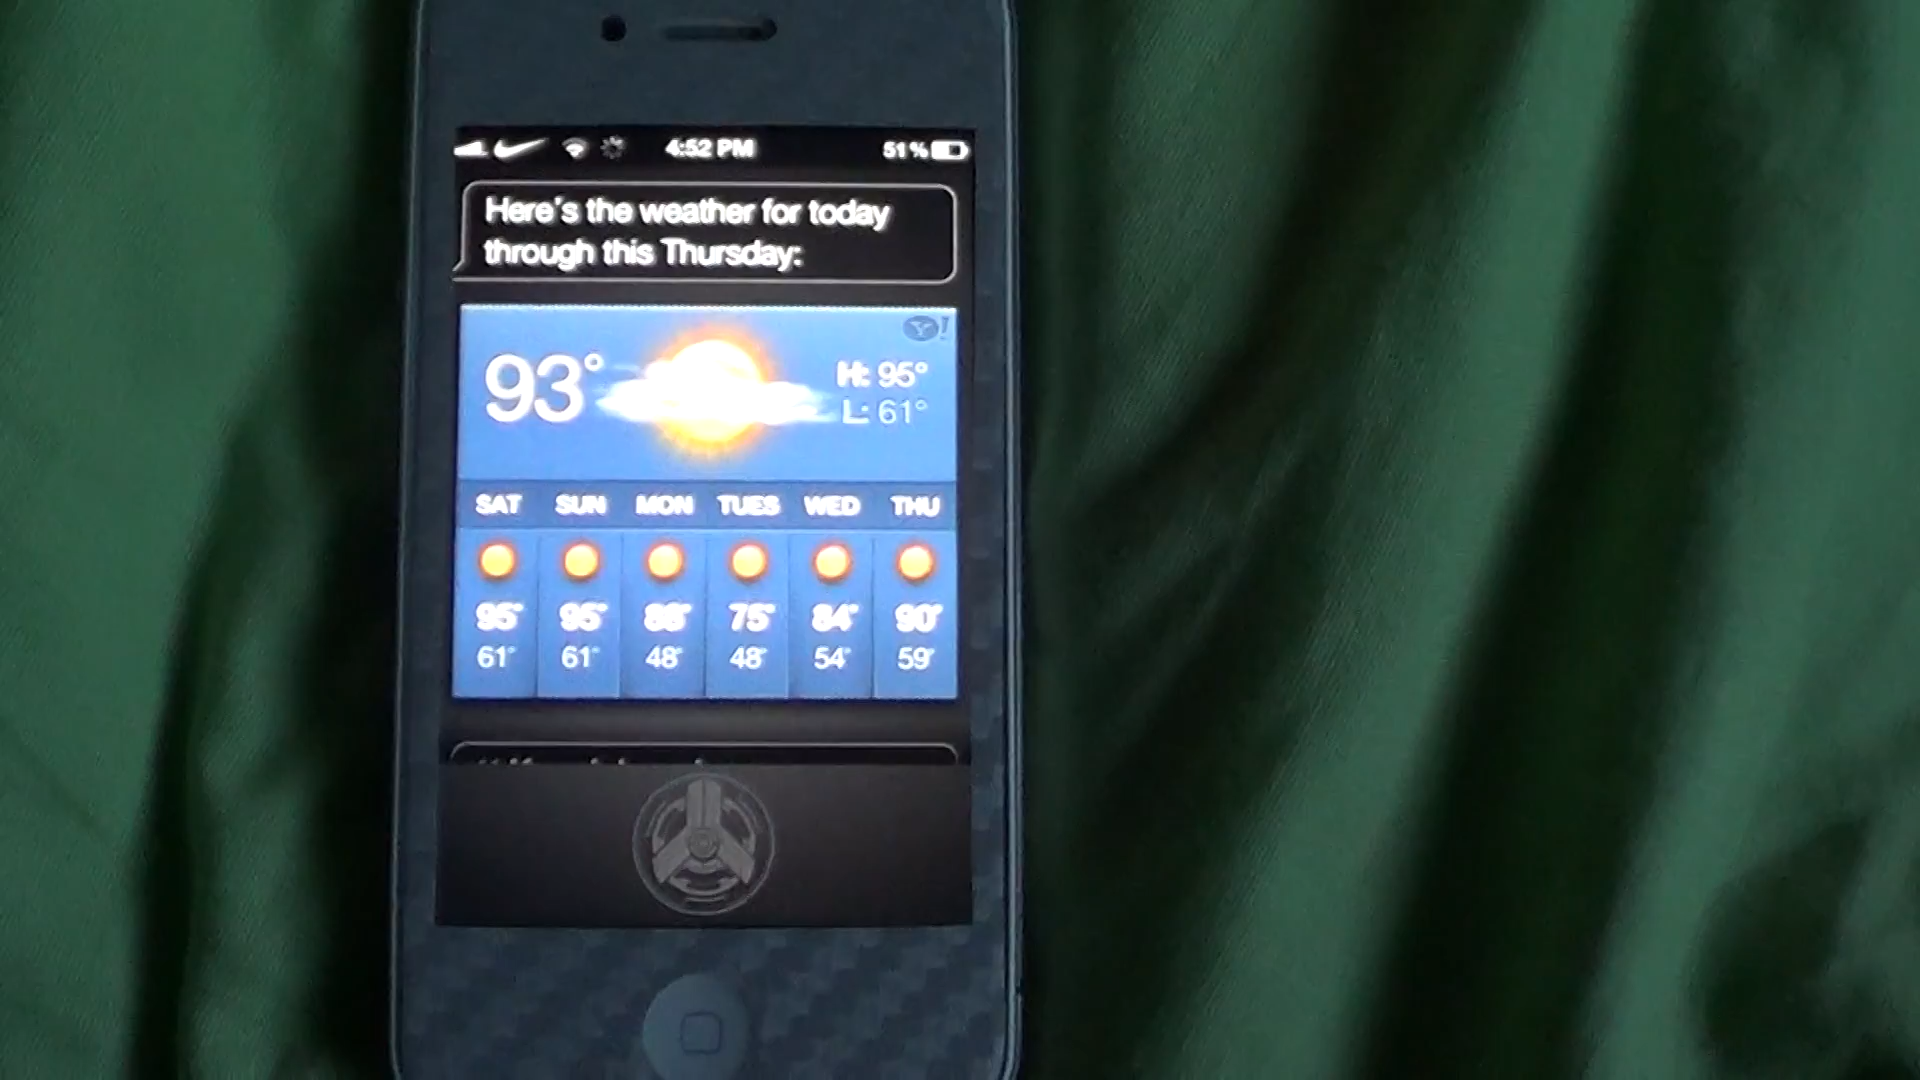 4:52 PM 51%
Here's the weather for today
through this Thursday:
Y!
93° H: 95°
L: 61°
SAT SUN MON TUES WED THU
95° 95° 75° 84° 90°
61° 61° 48° 48° 54° 59°